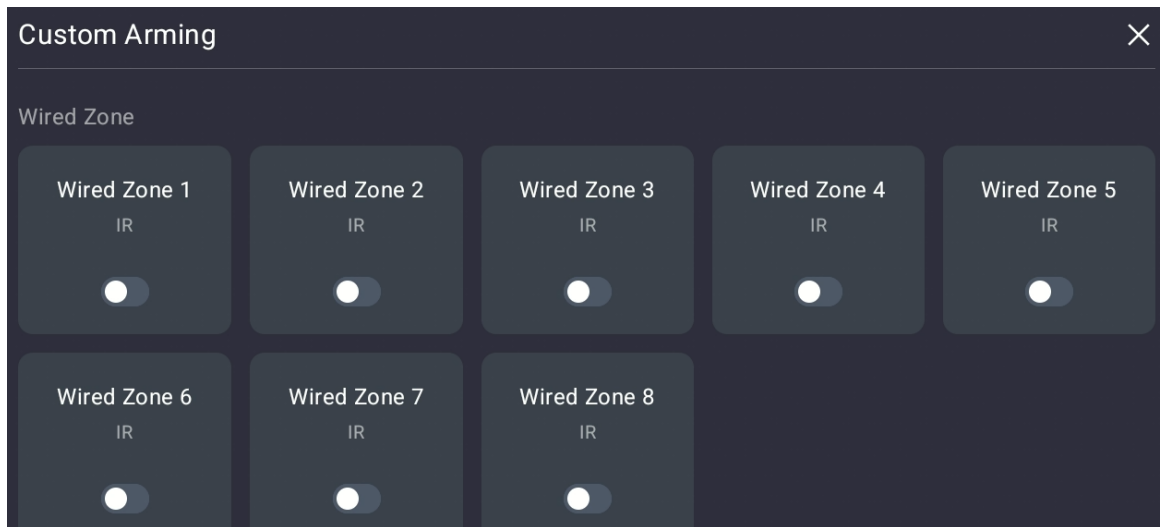 Custom Arming
Wired Zone
Wired Zone 1
IR
Wired Zone 2
IR
Wired Zone 3
IR
Wired Zone 4
IR
Wired Zone 5
IR
Wired Zone 6
IR
Wired Zone 7
IR
Wired Zone 8
IR